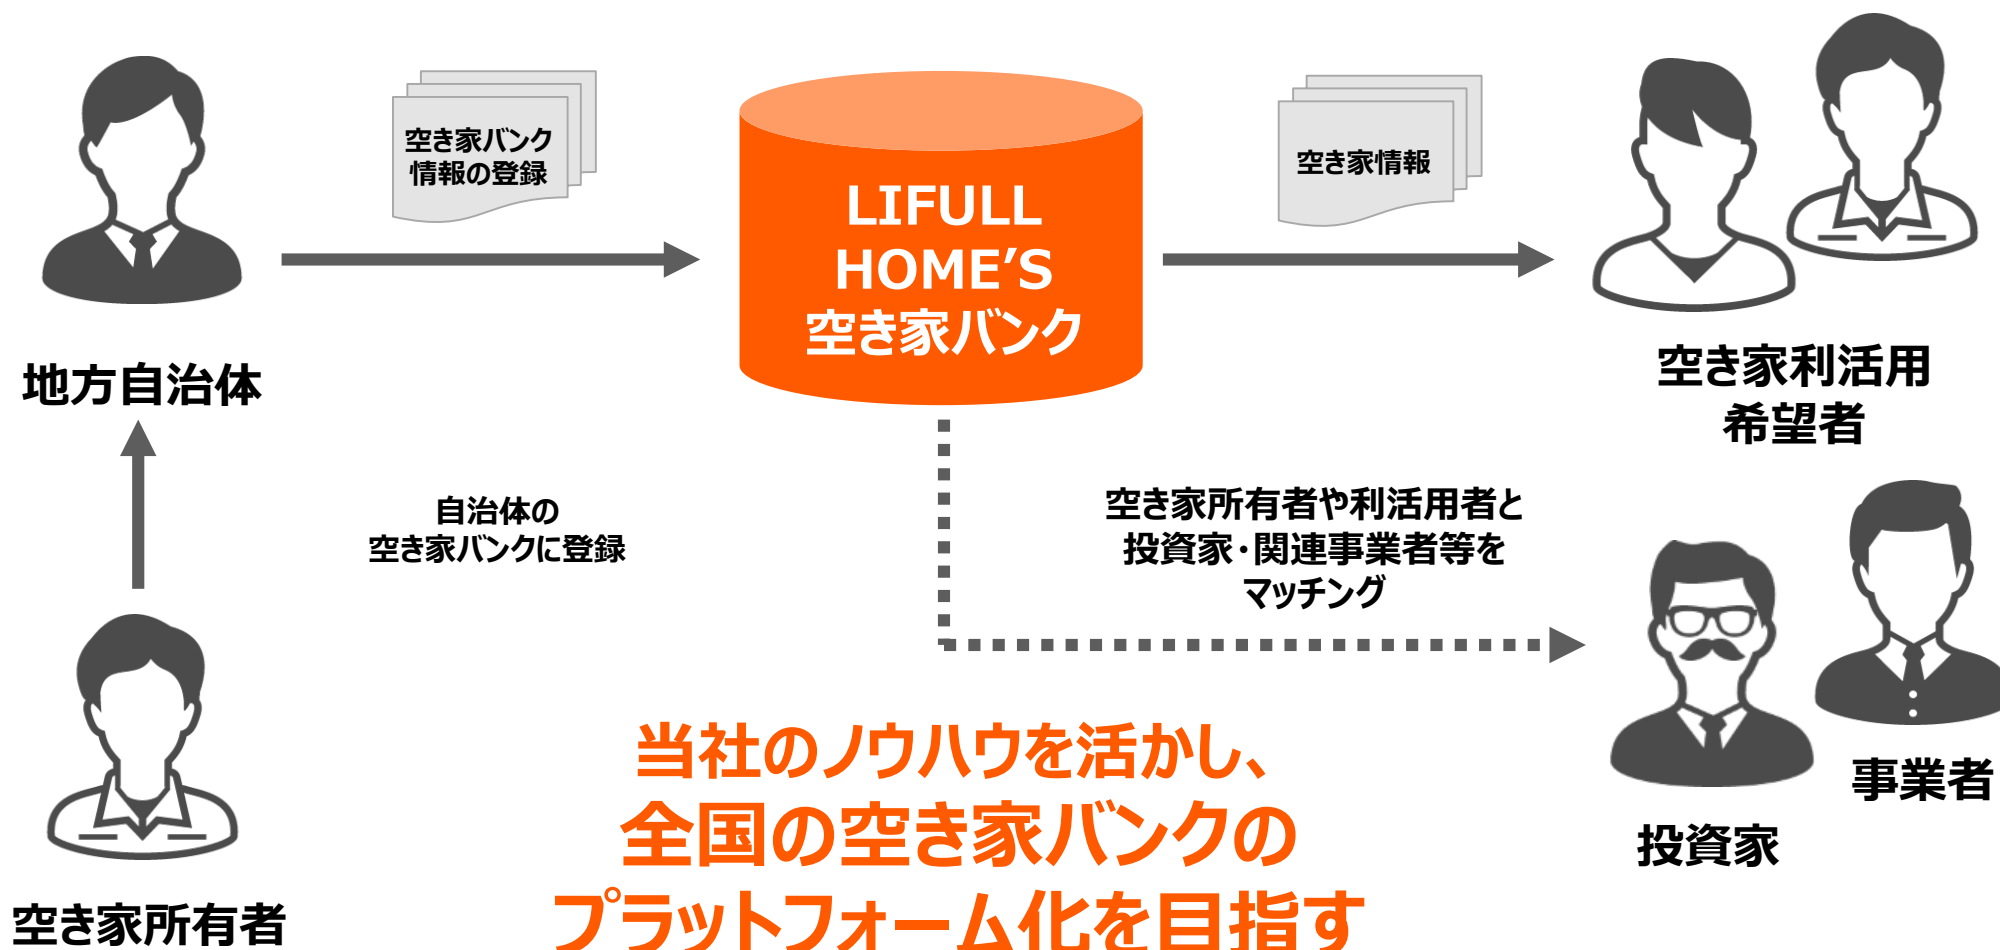 空き家バンク
情報の登録
LIFULL
HOME’S
空き家バンク
空き家情報
地方自治体
空き家利活用
希望者
自治体の
空き家バンクに登録
空き家所有者や利活用者と
投資家・関連事業者等を
マッチング
事業者
投資家
空き家所有者
当社のノウハウを活かし、
全国の空き家バンクの
プラットフォーム化を目指す